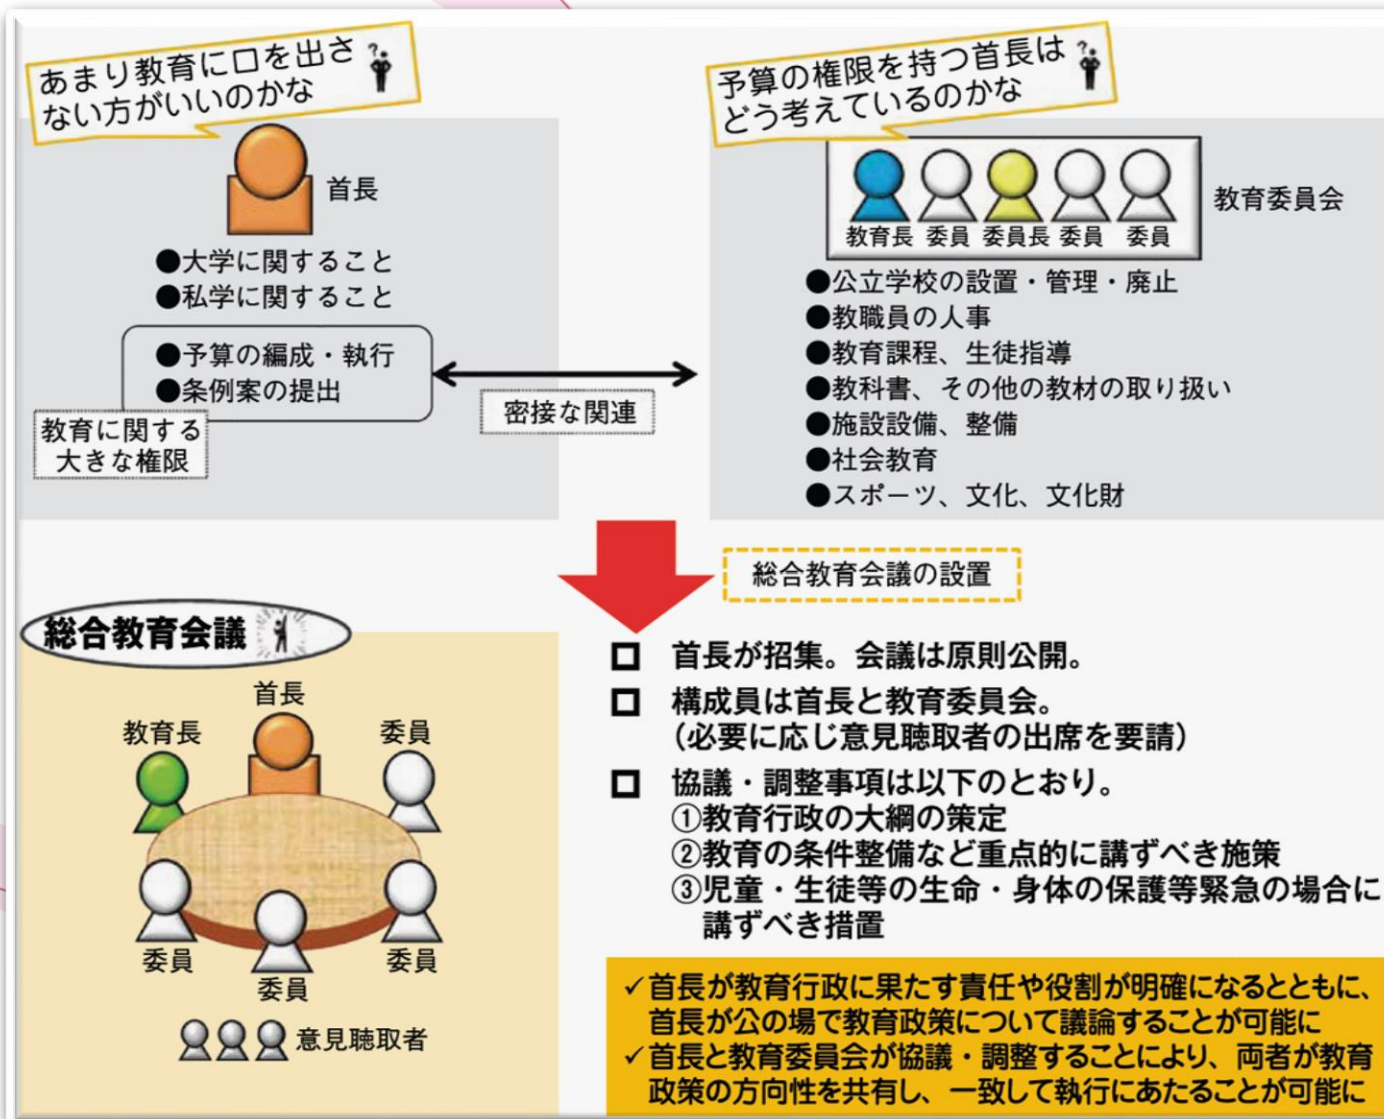 あまり教育に口を出さ
ない方がいいのかな
首長
●大学に関すること
●私学に関すること
●予算の編成・執行
●条例案の提出
教育に関する
大きな権限
密接な関連
予算の権限を持つ首長は
どう考えているのかな
教育長 委員 委員長 委員 委員
教育委員会
●公立学校の設置・管理・廃止
●教職員の人事
●教育課程、生徒指導
●教科書、その他の教材の取り扱い
●施設設備、整備
●社会教育
●スポーツ、文化、文化財
総合教育会議の設置
総合教育会議
首長
教育長
委員
委員
委員
委員
意見聴取者
首長が招集。会議は原則公開。
構成員は首長と教育委員会。
(必要に応じ意見聴取者の出席を要請)
協議・調整事項は以下のとおり。
①教育行政の大綱の策定
②教育の条件整備など重点的に講ずべき施策
③児童・生徒等の生命・身体の保護等緊急の場合に
講ずべき措置
✓首長が教育行政に果たす責任や役割が明確になるとともに、
首長が公の場で教育政策について議論することが可能に
✓首長と教育委員会が協議・調整することにより、両者が教育
政策の方向性を共有し、一致して執行にあたることが可能に